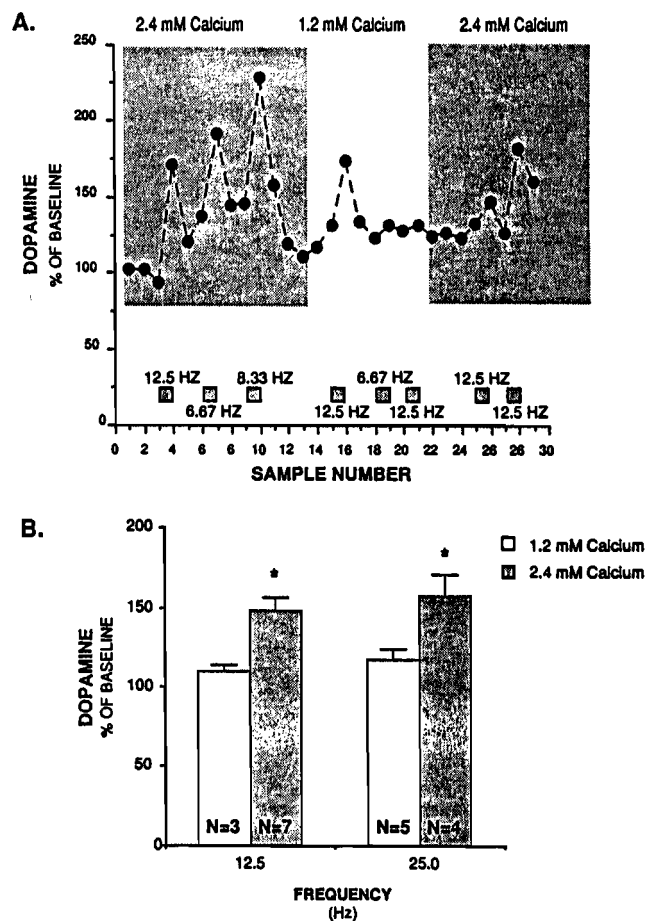 A.
2.4 mM Calcium 1.2 mM Calcium 2.4 mM Calcium
DOPAMINE
% OF BASELINE
250
200
150
100
50
0
12.5 HZ 8.33 HZ 6.67 HZ 12.5 HZ
6.67 HZ 12.5 HZ 12.5 HZ 12.5 HZ
0 2 4 6 8 10 12 14 16 18 20 22 24 26 28 30
SAMPLE NUMBER
B.
DOPAMINE
% OF BASELINE
200
150
100
50
0
* *
1.2 mM Calcium
2.4 mM Calcium
N=3 N=7 N=5 N=4
12.5 25.0
FREQUENCY
(Hz)